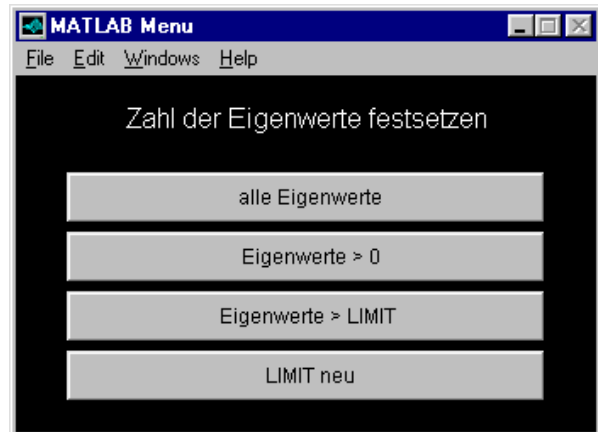 MATLAB Menu
File Edit Windows Help
Zahl der Eigenwerte festsetzen
alle Eigenwerte
Eigenwerte > 0
Eigenwerte > LIMIT
LIMIT neu